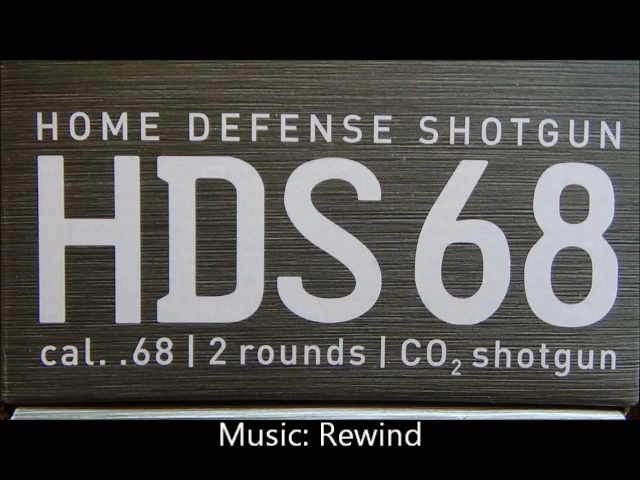 HOME DEFENSE SHOTGUN
HDS 68
cal. .68 | 2 rounds | CO₂ shotgun
Music: Rewind